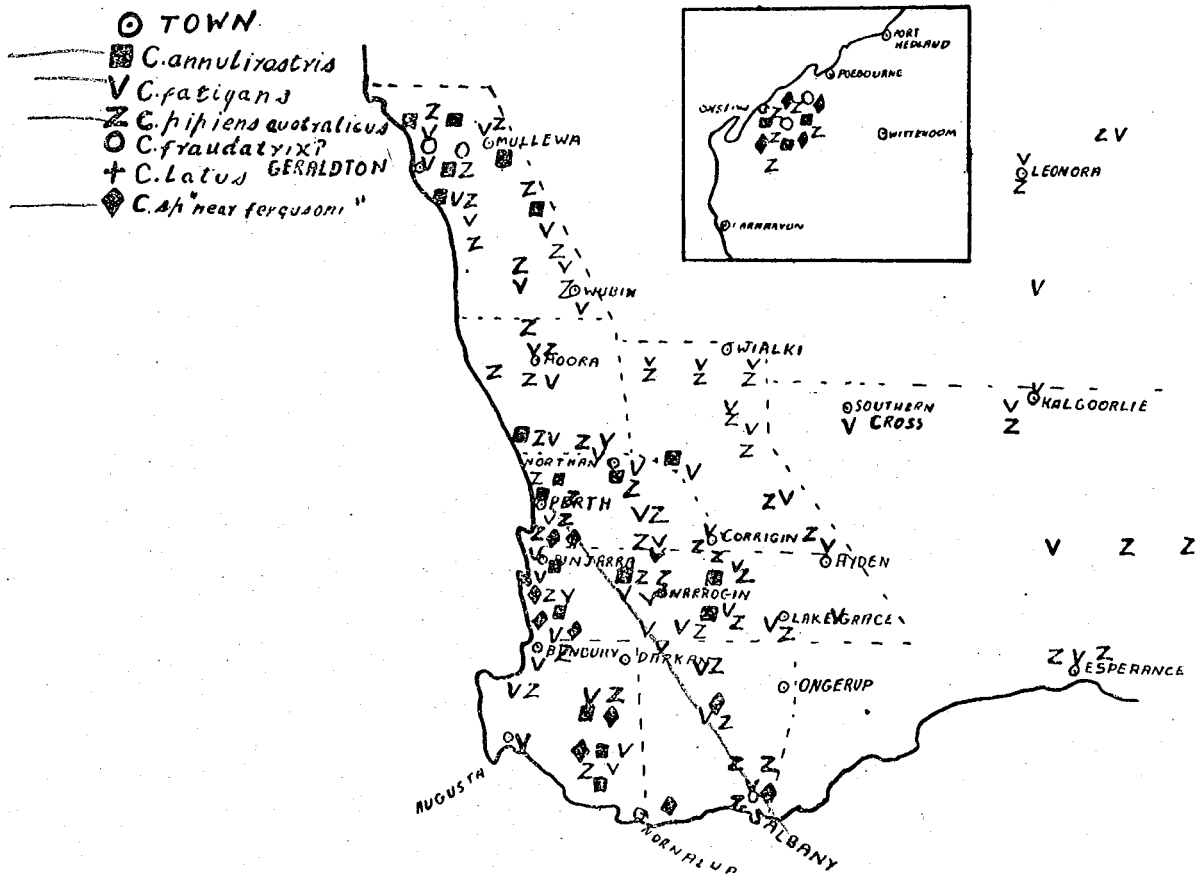 TOWN
C. annulirostris
V C. fatigans
Z C. pipiens australicus
C. fraudatrix?
+ C. Latus
C. sp "near fergusoni"
GERALDTON
MULLEWA
PORT HEDLAND
ROEBOURNE
ONSLOW
WITTENOOM
CARNARVON
LEONORA
WUBIN
MOORA
WIALKI
SOUTHERN CROSS
KALGOORLIE
NORTHAM
PERTH
CORRIGIN
HYDEN
PINJARRA
NARROGIN
LAKE GRACE
BUNBURY
DARKAN
ESPERANCE
ONGERUP
AUGUSTA
NORNALUP
ALBANY